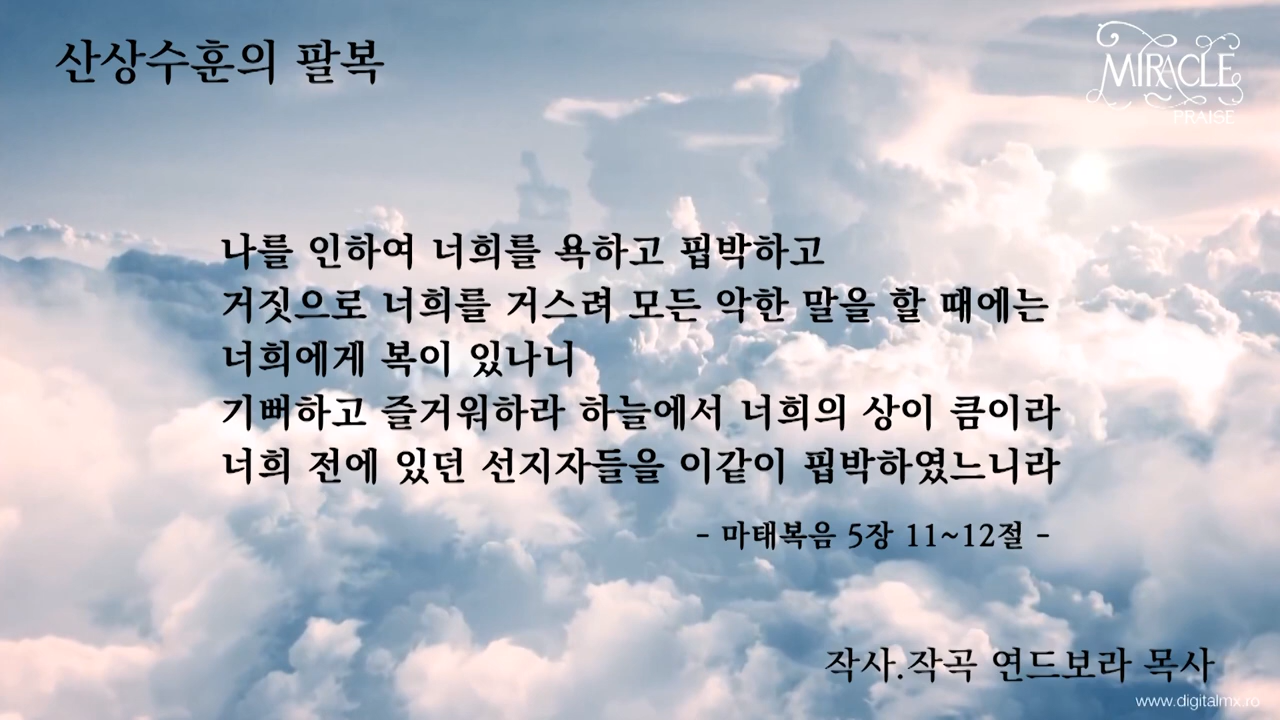 산상수훈의 팔복
MIRACLE
PRAISE
나를 인하여 너희를 욕하고 핍박하고
거짓으로 너희를 거스려 모든 악한 말을 할 때에는
너희에게 복이 있나니
기뻐하고 즐거워하라 하늘에서 너희의 상이 큼이라
너희 전에 있던 선지자들을 이같이 핍박하였느니라
- 마태복음 5장 11~12절 -
작사.작곡 연드보라 목사
www.digitalmx.ro